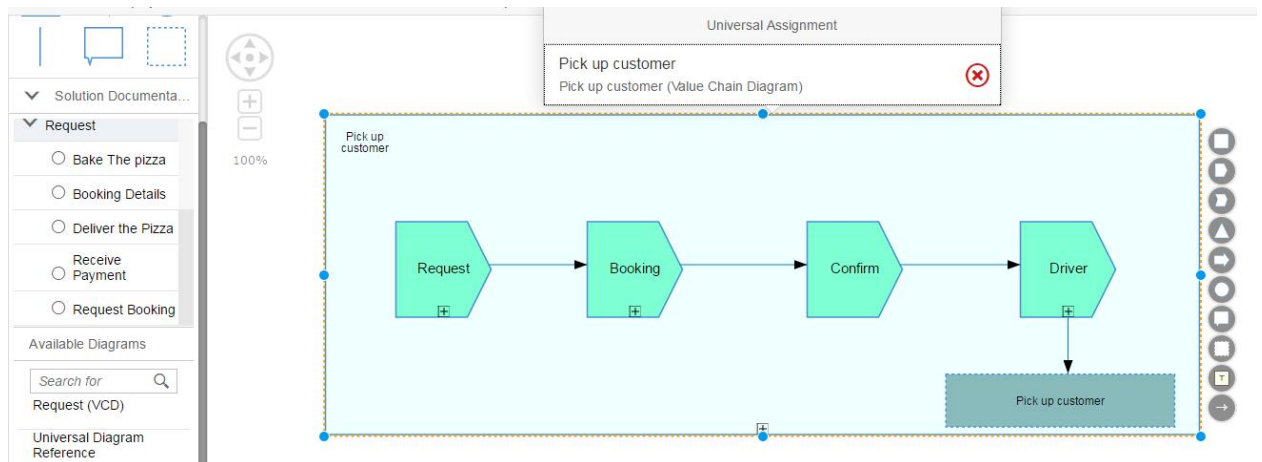 Universal Assignment
Pick up customer
Pick up customer (Value Chain Diagram)
Solution Documenta...
Request
Bake The pizza
Booking Details
Deliver the Pizza
Receive
Payment
Request Booking
Available Diagrams
Search for
Request (VCD)
Universal Diagram
Reference
100%
Pick up
customer
Request
Booking
Confirm
Driver
Pick up customer
T